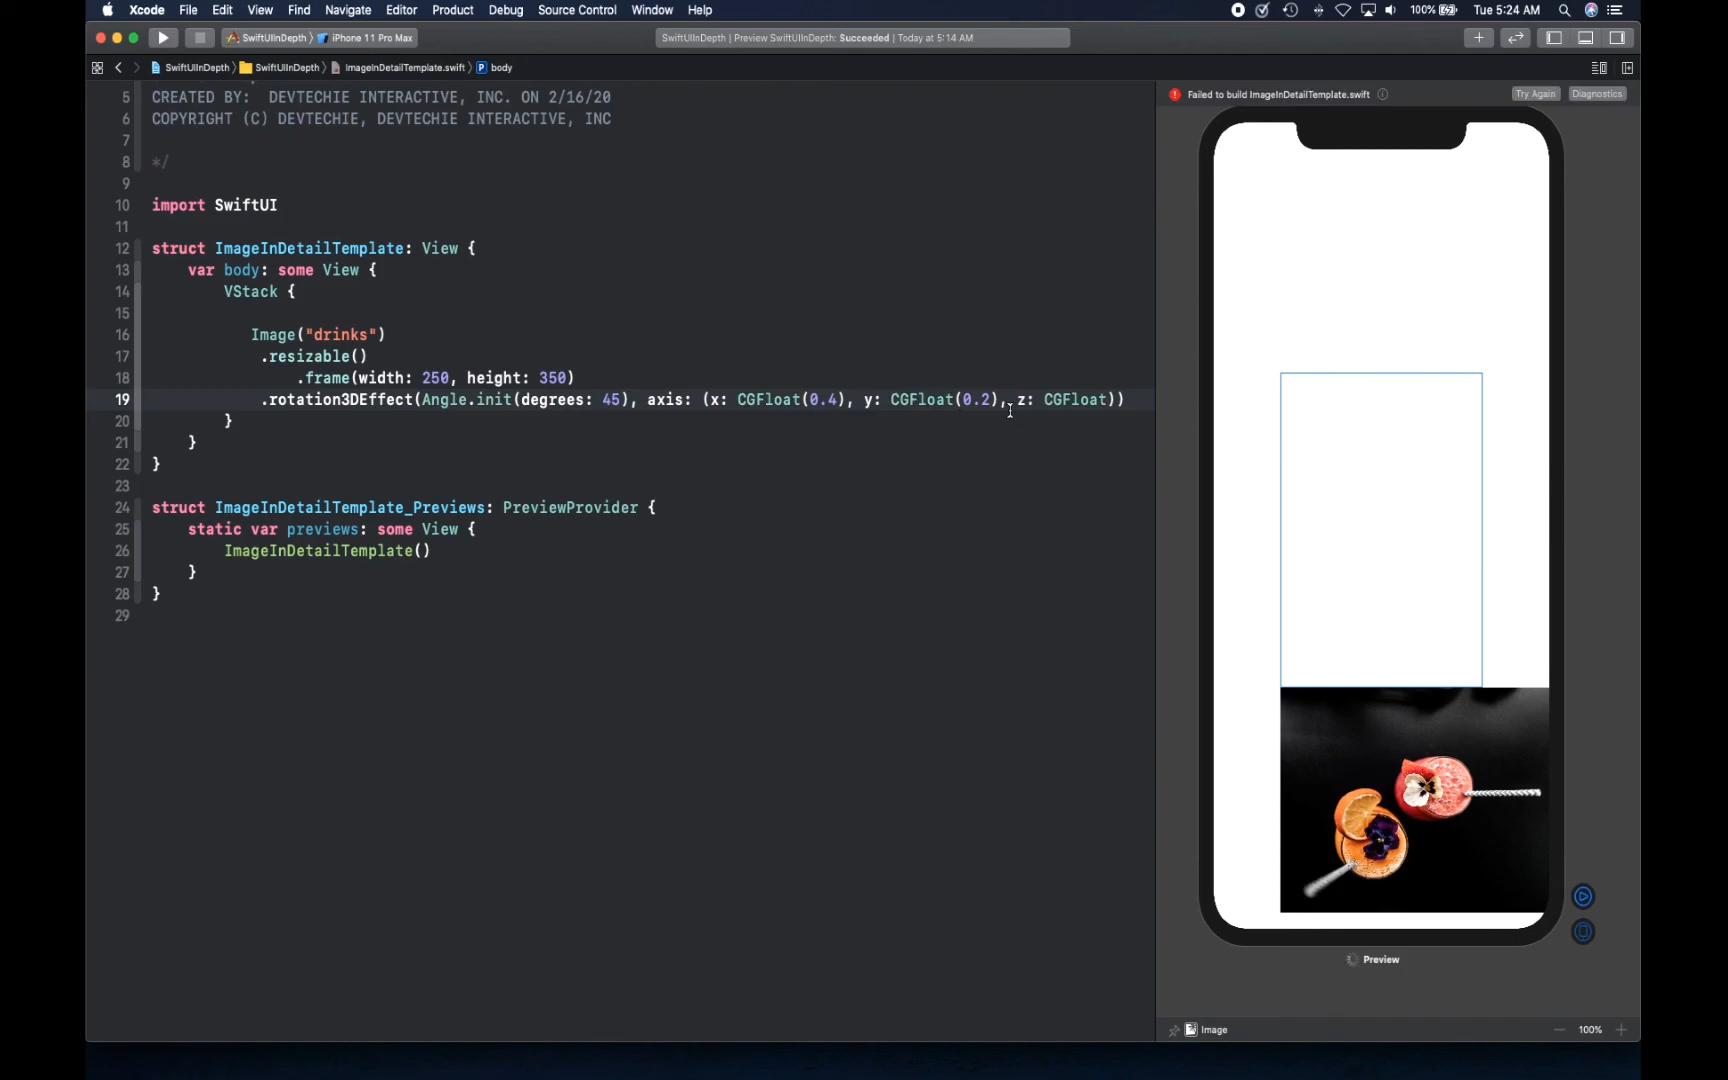 Xcode File Edit View Find Navigate Editor Product Debug Source Control Window Help 100% Tue 5:24 AM
SwiftUIInDepth iPhone 11 Pro Max SwiftUIInDepth | Preview SwiftUIInDepth: Succeeded | Today at 5:14 AM
SwiftUIInDepth SwiftUIInDepth ImageInDetailTemplate.swift P body
Failed to build ImageInDetailTemplate.swift Try Again Diagnostics
5 CREATED BY: DEVTECHIE INTERACTIVE, INC. ON 2/16/20
6 COPYRIGHT (C) DEVTECHIE, DEVTECHIE INTERACTIVE, INC
7
8 */
9
10 import SwiftUI
11
12 struct ImageInDetailTemplate: View {
13 var body: some View {
14 VStack {
15
16 Image("drinks")
17 .resizable()
18 .frame(width: 250, height: 350)
19 .rotation3DEffect(Angle.init(degrees: 45), axis: (x: CGFloat(0.4), y: CGFloat(0.2), z: CGFloat))
20 }
21 }
22 }
23
24 struct ImageInDetailTemplate_Previews: PreviewProvider {
25 static var previews: some View {
26 ImageInDetailTemplate()
27 }
28 }
29
Preview
Image 100%